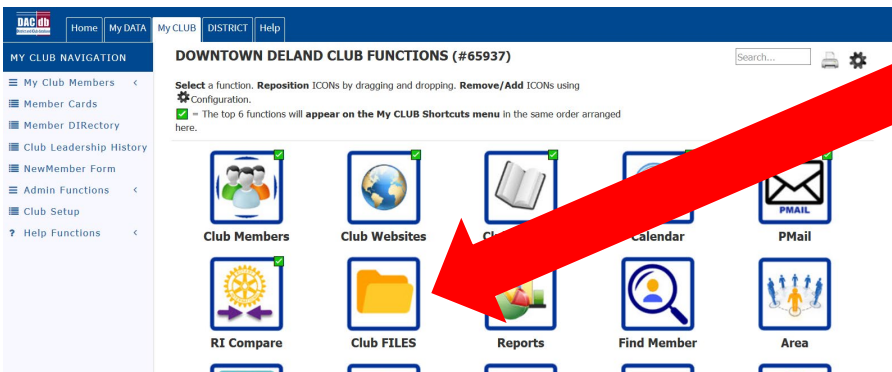 DACdb
Home My DATA My CLUB DISTRICT Help
MY CLUB NAVIGATION
My Club Members <
Member Cards
Member DIRectory
Club Leadership History
NewMember Form
Admin Functions <
Club Setup
? Help Functions <
DOWNTOWN DELAND CLUB FUNCTIONS (#65937)
Search...
Select a function. Reposition ICONs by dragging and dropping. Remove/Add ICONs using
Configuration.
= The top 6 functions will appear on the My CLUB Shortcuts menu in the same order arranged
here.
PMAIL
Club Members Club Websites Calendar PMail
RI Compare Club FILES Reports Find Member Area